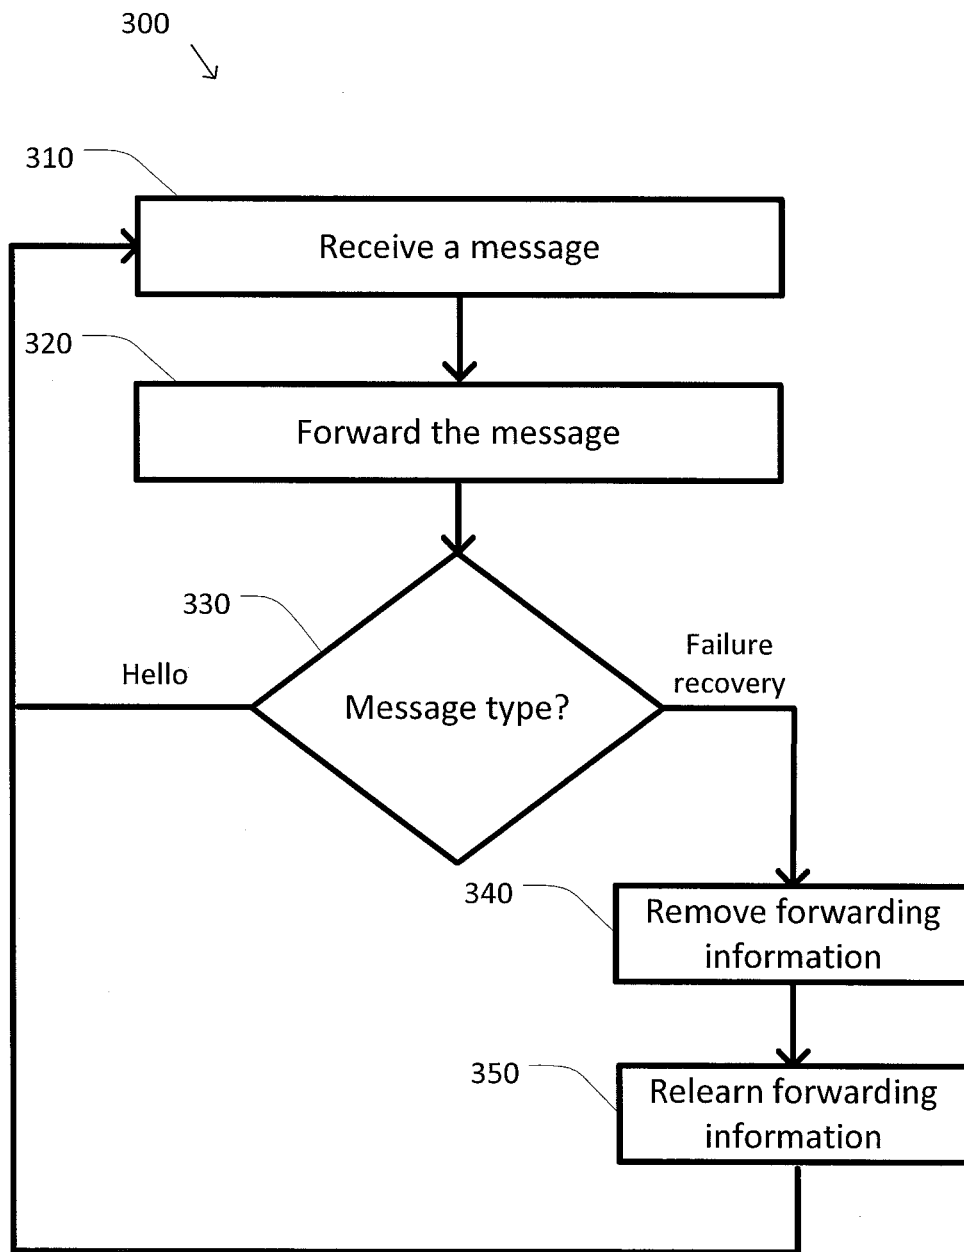 300
310
Receive a message
320
Forward the message
330
Hello
Failure
recovery
Message type?
340
Remove forwarding
information
350
Relearn forwarding
information